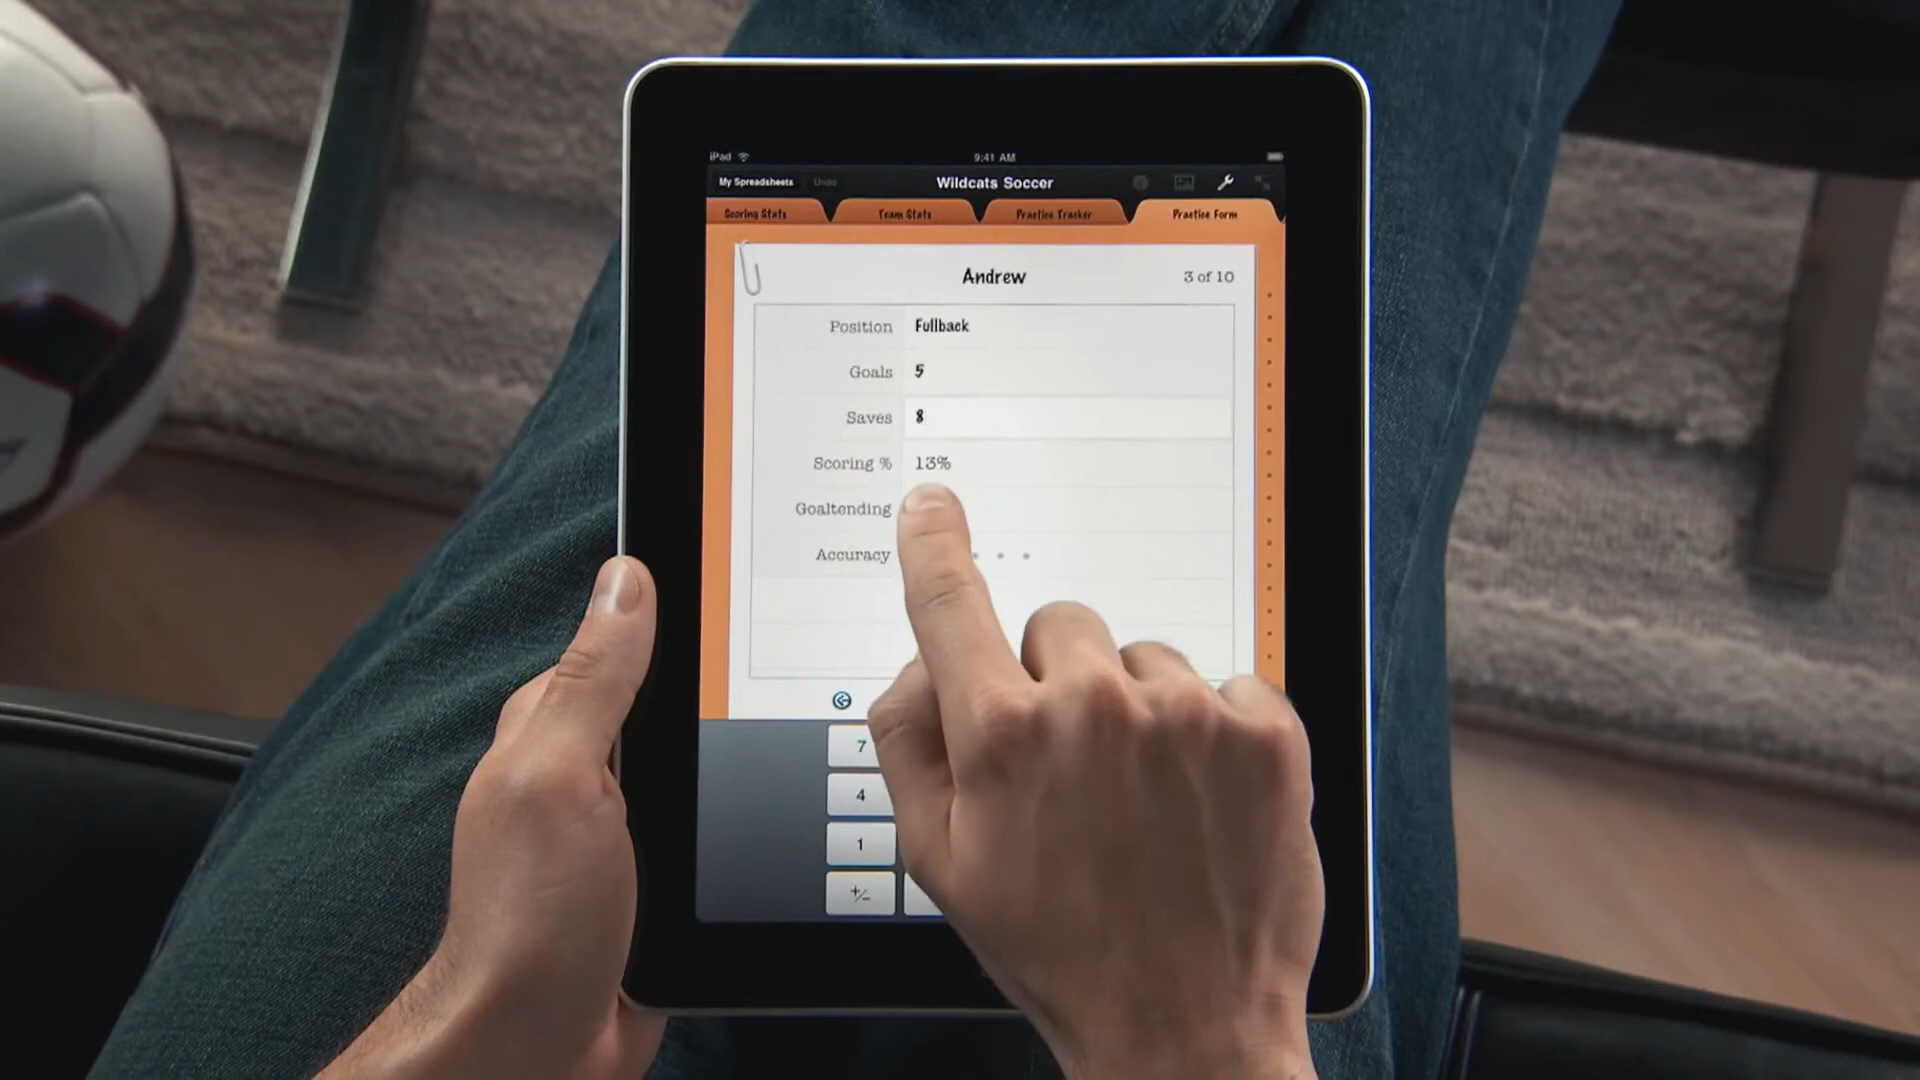 iPad 9:41 AM
My Spreadsheets Undo Wildcats Soccer
Scoring Stats Team Stats Practice Tracker Practice Form
Andrew 3 of 10
Position Fullback
Goals 5
Saves 8
Scoring % 13%
Goaltending
Accuracy
7
4
1
+/-